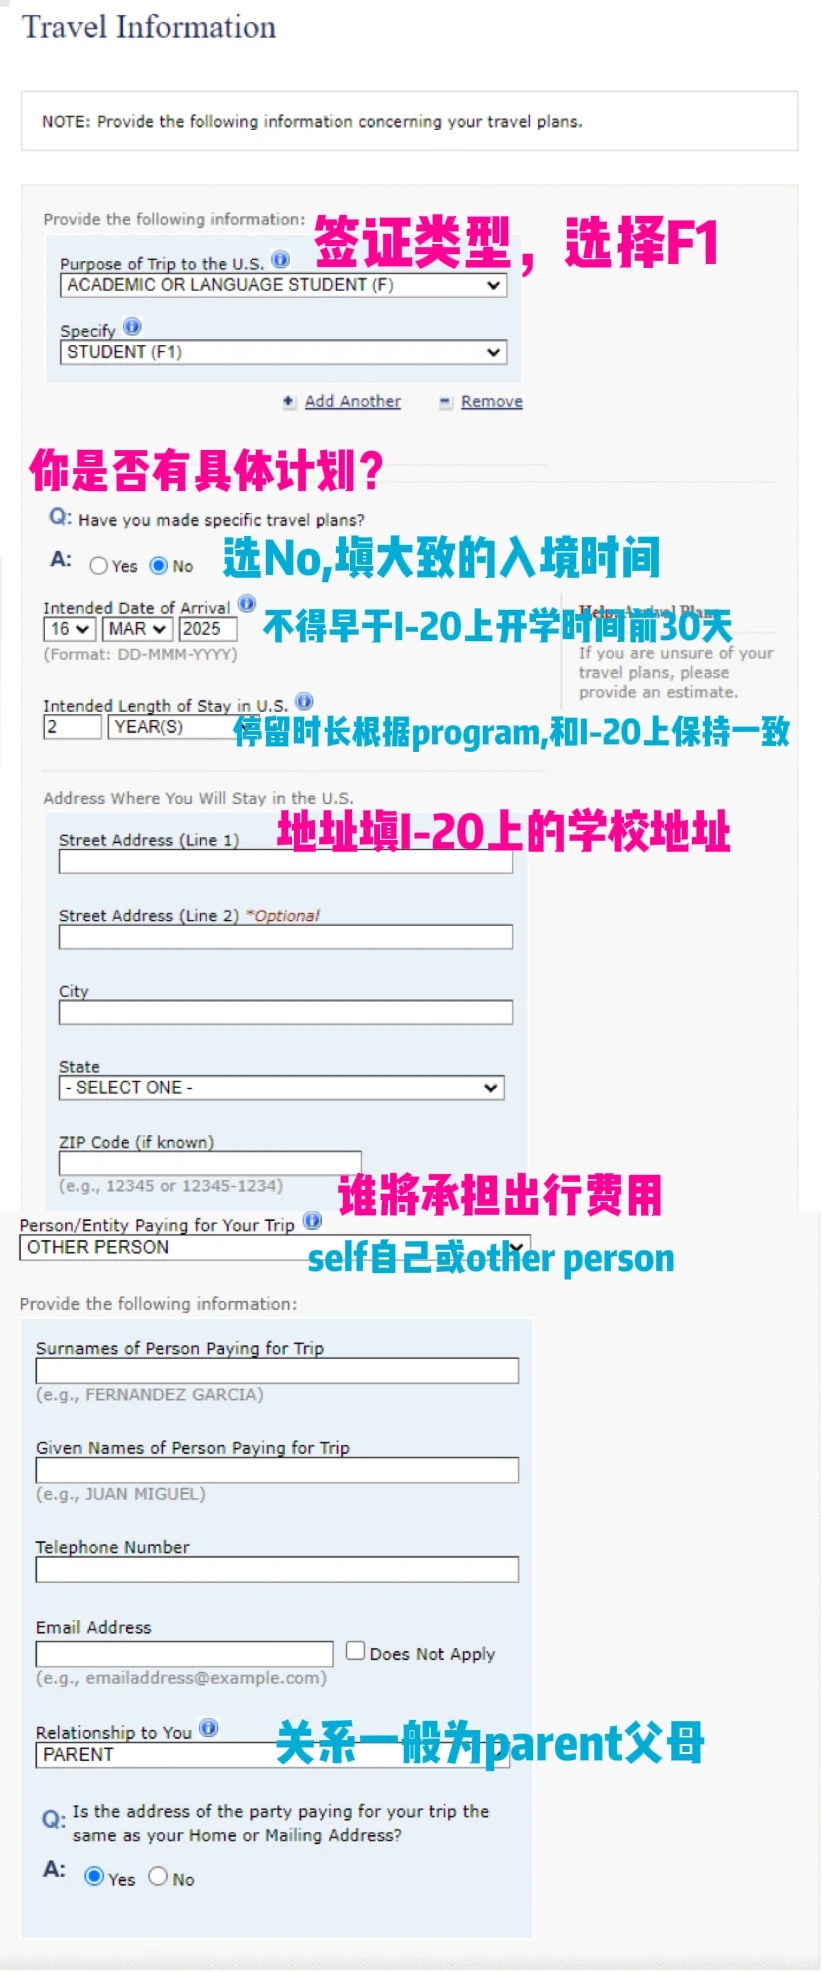 Travel Information
NOTE: Provide the following information concerning your travel plans.
Provide the following information:
签证类型，选择F1
Purpose of Trip to the U.S.
ACADEMIC OR LANGUAGE STUDENT (F)
Specify
STUDENT (F1)
Add Another Remove
你是否有具体计划？
Q: Have you made specific travel plans?
A: Yes No
选No,填大致的入境时间
Intended Date of Arrival
16 MAR 2025
不得早于I-20上开学时间前30天
(Format: DD-MMM-YYYY)
Help: Arrival Plans
If you are unsure of your
travel plans, please
provide an estimate.
Intended Length of Stay in U.S.
2 YEAR(S)
停留时长根据program,和I-20上保持一致
Address Where You Will Stay in the U.S.
地址填I-20上的学校地址
Street Address (Line 1)
Street Address (Line 2) *Optional
City
State
- SELECT ONE -
ZIP Code (if known)
(e.g., 12345 or 12345-1234)
谁将承担出行费用
Person/Entity Paying for Your Trip
OTHER PERSON
self自己或other person
Provide the following information:
Surnames of Person Paying for Trip
(e.g., FERNANDEZ GARCIA)
Given Names of Person Paying for Trip
(e.g., JUAN MIGUEL)
Telephone Number
Email Address
Does Not Apply
(e.g., emailaddress@example.com)
Relationship to You
PARENT
关系一般为parent父母
Q: Is the address of the party paying for your trip the
same as your Home or Mailing Address?
A: Yes No